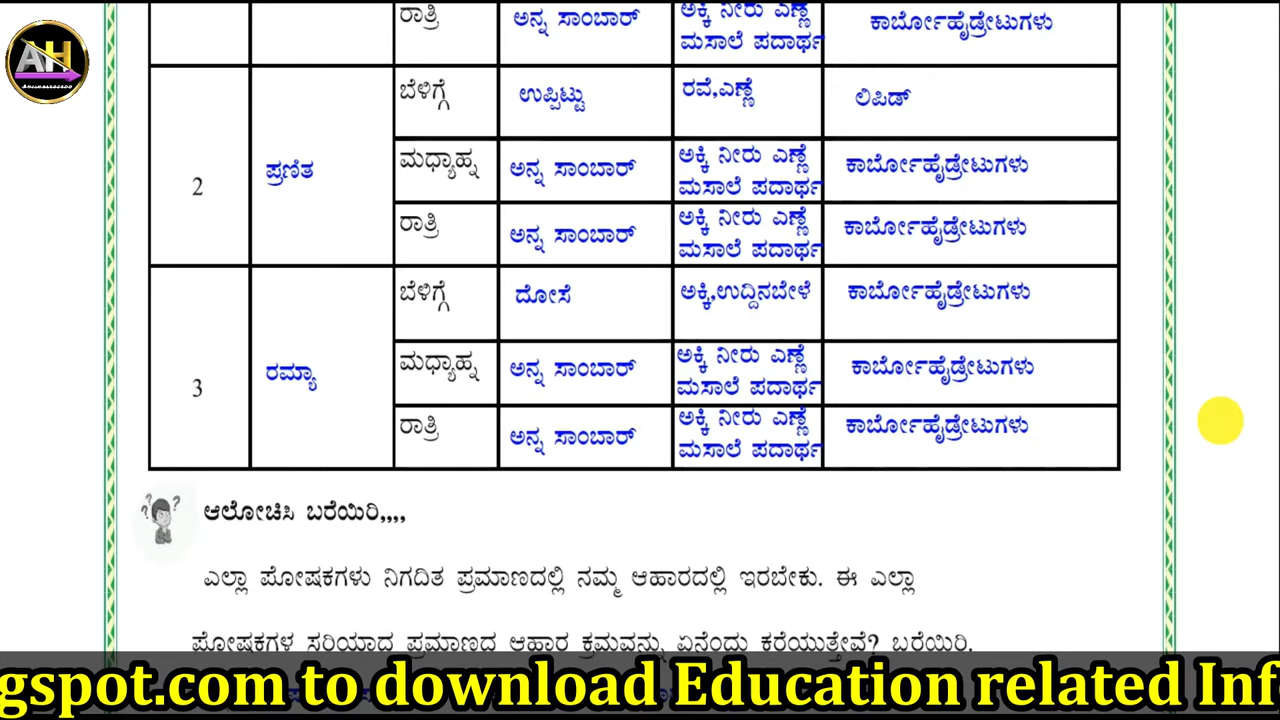 AH
ರಾತ್ರಿ ಅನ್ನ ಸಾಂಬಾರ್ ಅಕ್ಕಿ ನೀರು ಎಣ್ಣೆ ಕಾರ್ಬೋಹೈಡ್ರೇಟುಗಳು
ಮಸಾಲೆ ಪದಾರ್ಥ
2 ಪ್ರಣಿತ ಬೆಳಿಗ್ಗೆ ಉಪ್ಪಿಟ್ಟು ರವೆ,ಎಣ್ಣೆ ಲಿಪಿಡ್
ಮಧ್ಯಾಹ್ನ ಅನ್ನ ಸಾಂಬಾರ್ ಅಕ್ಕಿ ನೀರು ಎಣ್ಣೆ ಕಾರ್ಬೋಹೈಡ್ರೇಟುಗಳು
ಮಸಾಲೆ ಪದಾರ್ಥ
ರಾತ್ರಿ ಅನ್ನ ಸಾಂಬಾರ್ ಅಕ್ಕಿ ನೀರು ಎಣ್ಣೆ ಕಾರ್ಬೋಹೈಡ್ರೇಟುಗಳು
ಮಸಾಲೆ ಪದಾರ್ಥ
3 ರಮ್ಯಾ ಬೆಳಿಗ್ಗೆ ದೋಸೆ ಅಕ್ಕಿ,ಉದ್ದಿನಬೇಳೆ ಕಾರ್ಬೋಹೈಡ್ರೇಟುಗಳು
ಮಧ್ಯಾಹ್ನ ಅನ್ನ ಸಾಂಬಾರ್ ಅಕ್ಕಿ ನೀರು ಎಣ್ಣೆ ಕಾರ್ಬೋಹೈಡ್ರೇಟುಗಳು
ಮಸಾಲೆ ಪದಾರ್ಥ
ರಾತ್ರಿ ಅನ್ನ ಸಾಂಬಾರ್ ಅಕ್ಕಿ ನೀರು ಎಣ್ಣೆ ಕಾರ್ಬೋಹೈಡ್ರೇಟುಗಳು
ಮಸಾಲೆ ಪದಾರ್ಥ
ಆಲೋಚಿಸಿ ಬರೆಯಿರಿ,,,,
ಎಲ್ಲಾ ಪೋಷಕಗಳು ನಿಗದಿತ ಪ್ರಮಾಣದಲ್ಲಿ ನಮ್ಮ ಆಹಾರದಲ್ಲಿ ಇರಬೇಕು. ಈ ಎಲ್ಲಾ
ಪೋಷಕಗಳ ಸರಿಯಾದ ಪ್ರಮಾಣದ ಆಹಾರ ಕ್ರಮವನ್ನು ಏನೆಂದು ಕರೆಯುತ್ತೇವೆ? ಬರೆಯಿರಿ.
gspot.com to download Education related Inf